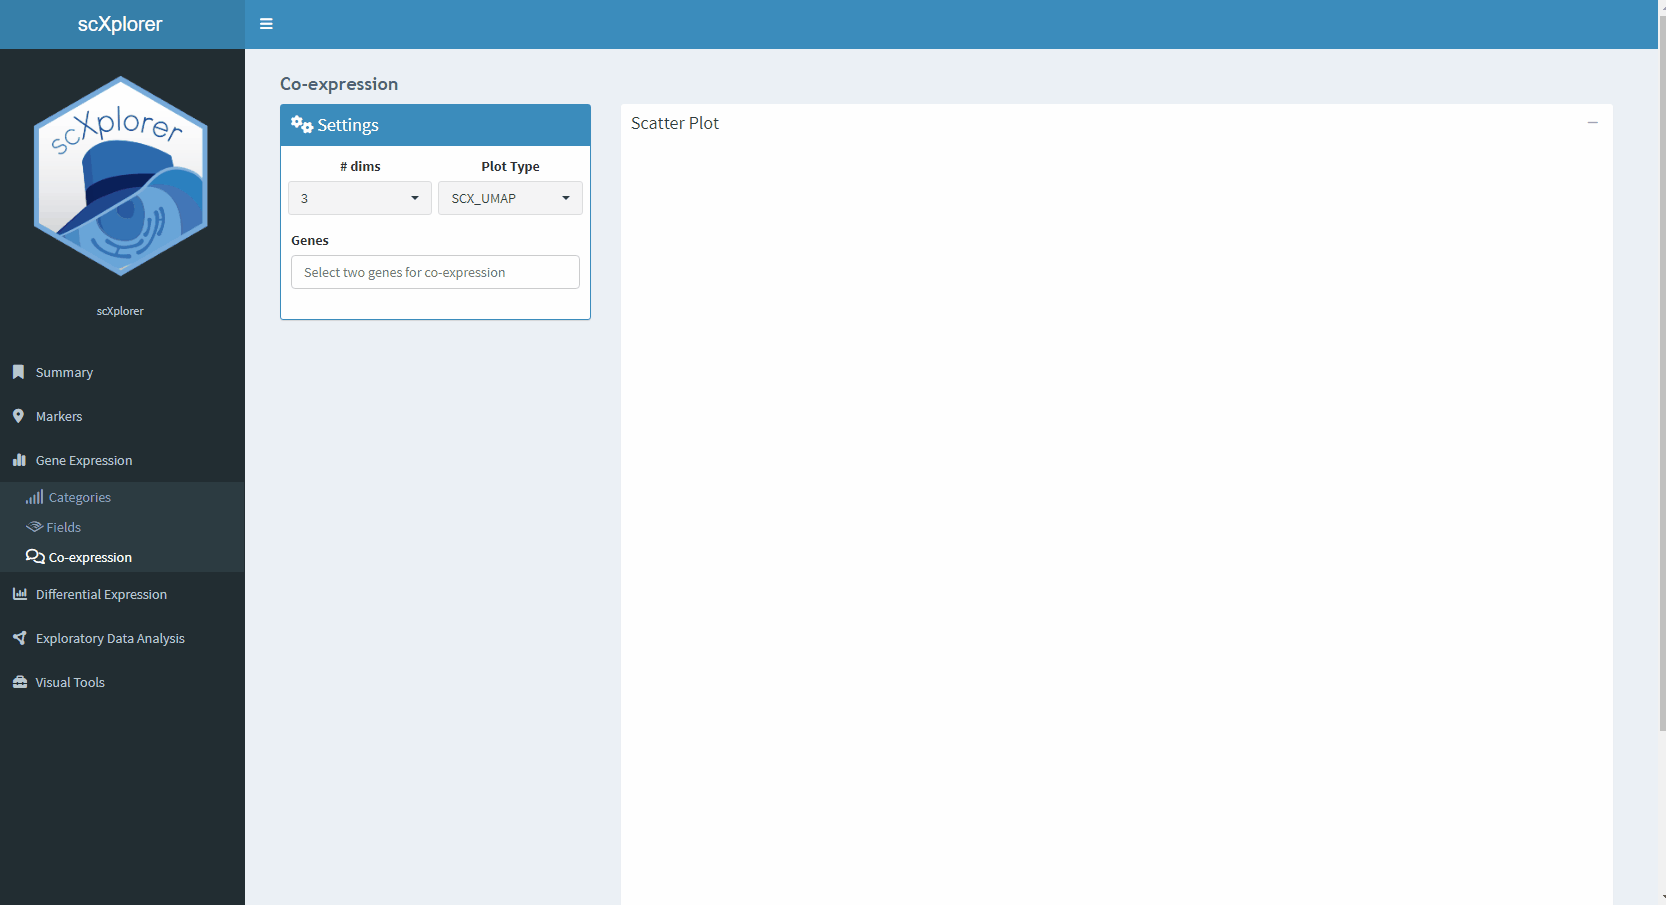 scXplorer
scXplorer
scXplorer
Summary
Markers
Gene Expression
Categories
Fields
Co-expression
Differential Expression
Exploratory Data Analysis
Visual Tools
Co-expression
Settings
# dims Plot Type
3 SCX_UMAP
Genes
Select two genes for co-expression
Scatter Plot